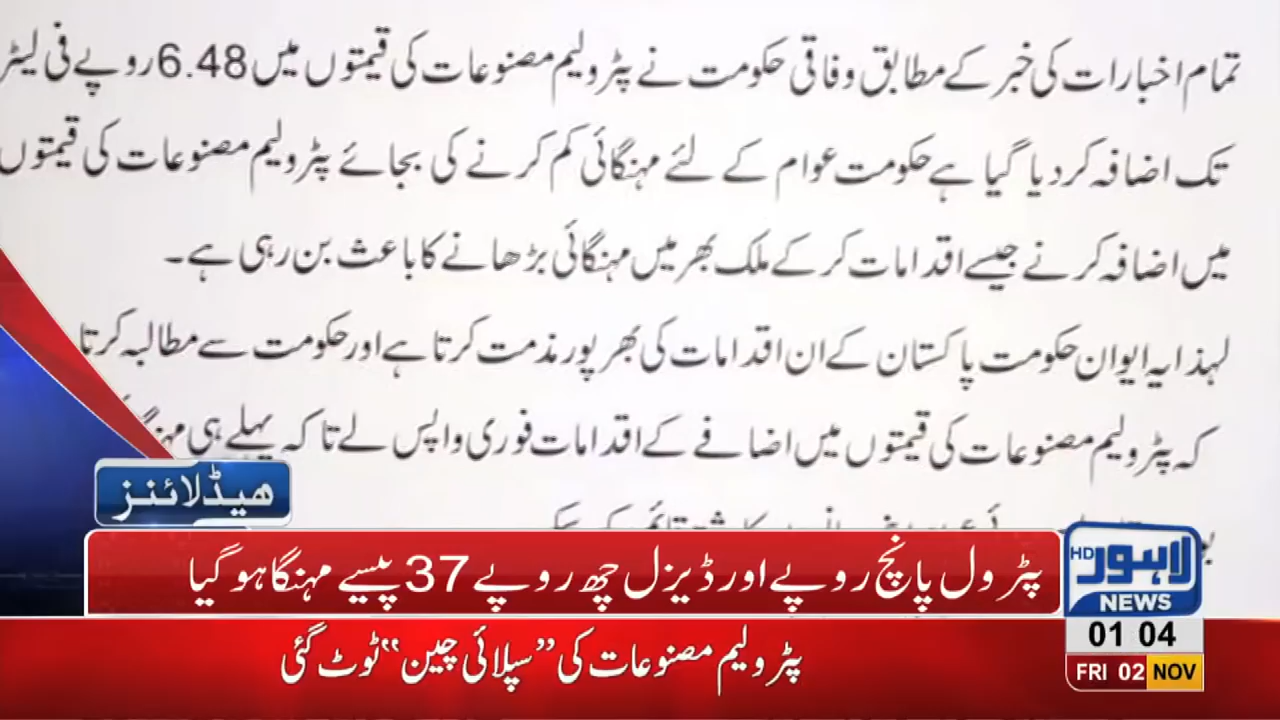 تمام اخبارات کی خبر کے مطابق وفاقی حکومت نے پٹرولیم مصنوعات کی قیمتوں میں 6.48 روپے فی لیٹر
تک اضافہ کر دیا گیا ہے حکومت عوام کے لئے مہنگائی کم کرنے کی بجائے پٹرولیم مصنوعات کی قیمتوں
میں اضافہ کرنے جیسے اقدامات کر کے ملک بھر میں مہنگائی بڑھانے کا باعث بن رہی ہے۔
لہذا یہ ایوان حکومت پاکستان کے ان اقدامات کی بھر پور مذمت کرتا ہے اور حکومت سے مطالبہ کرتا
کہ پٹرولیم مصنوعات کی قیمتوں میں اضافے کے اقدامات فوری واپس لے تا کہ پہلے ہی
ھیڈلائنز
پٹرول پانچ روپے اور ڈیزل چھ روپے 37 پیسے مہنگا ہو گیا
HD لاہور
NEWS
پٹرولیم مصنوعات کی ”سپلائی چین“ ٹوٹ گئی
01 04
FRI 02 NOV